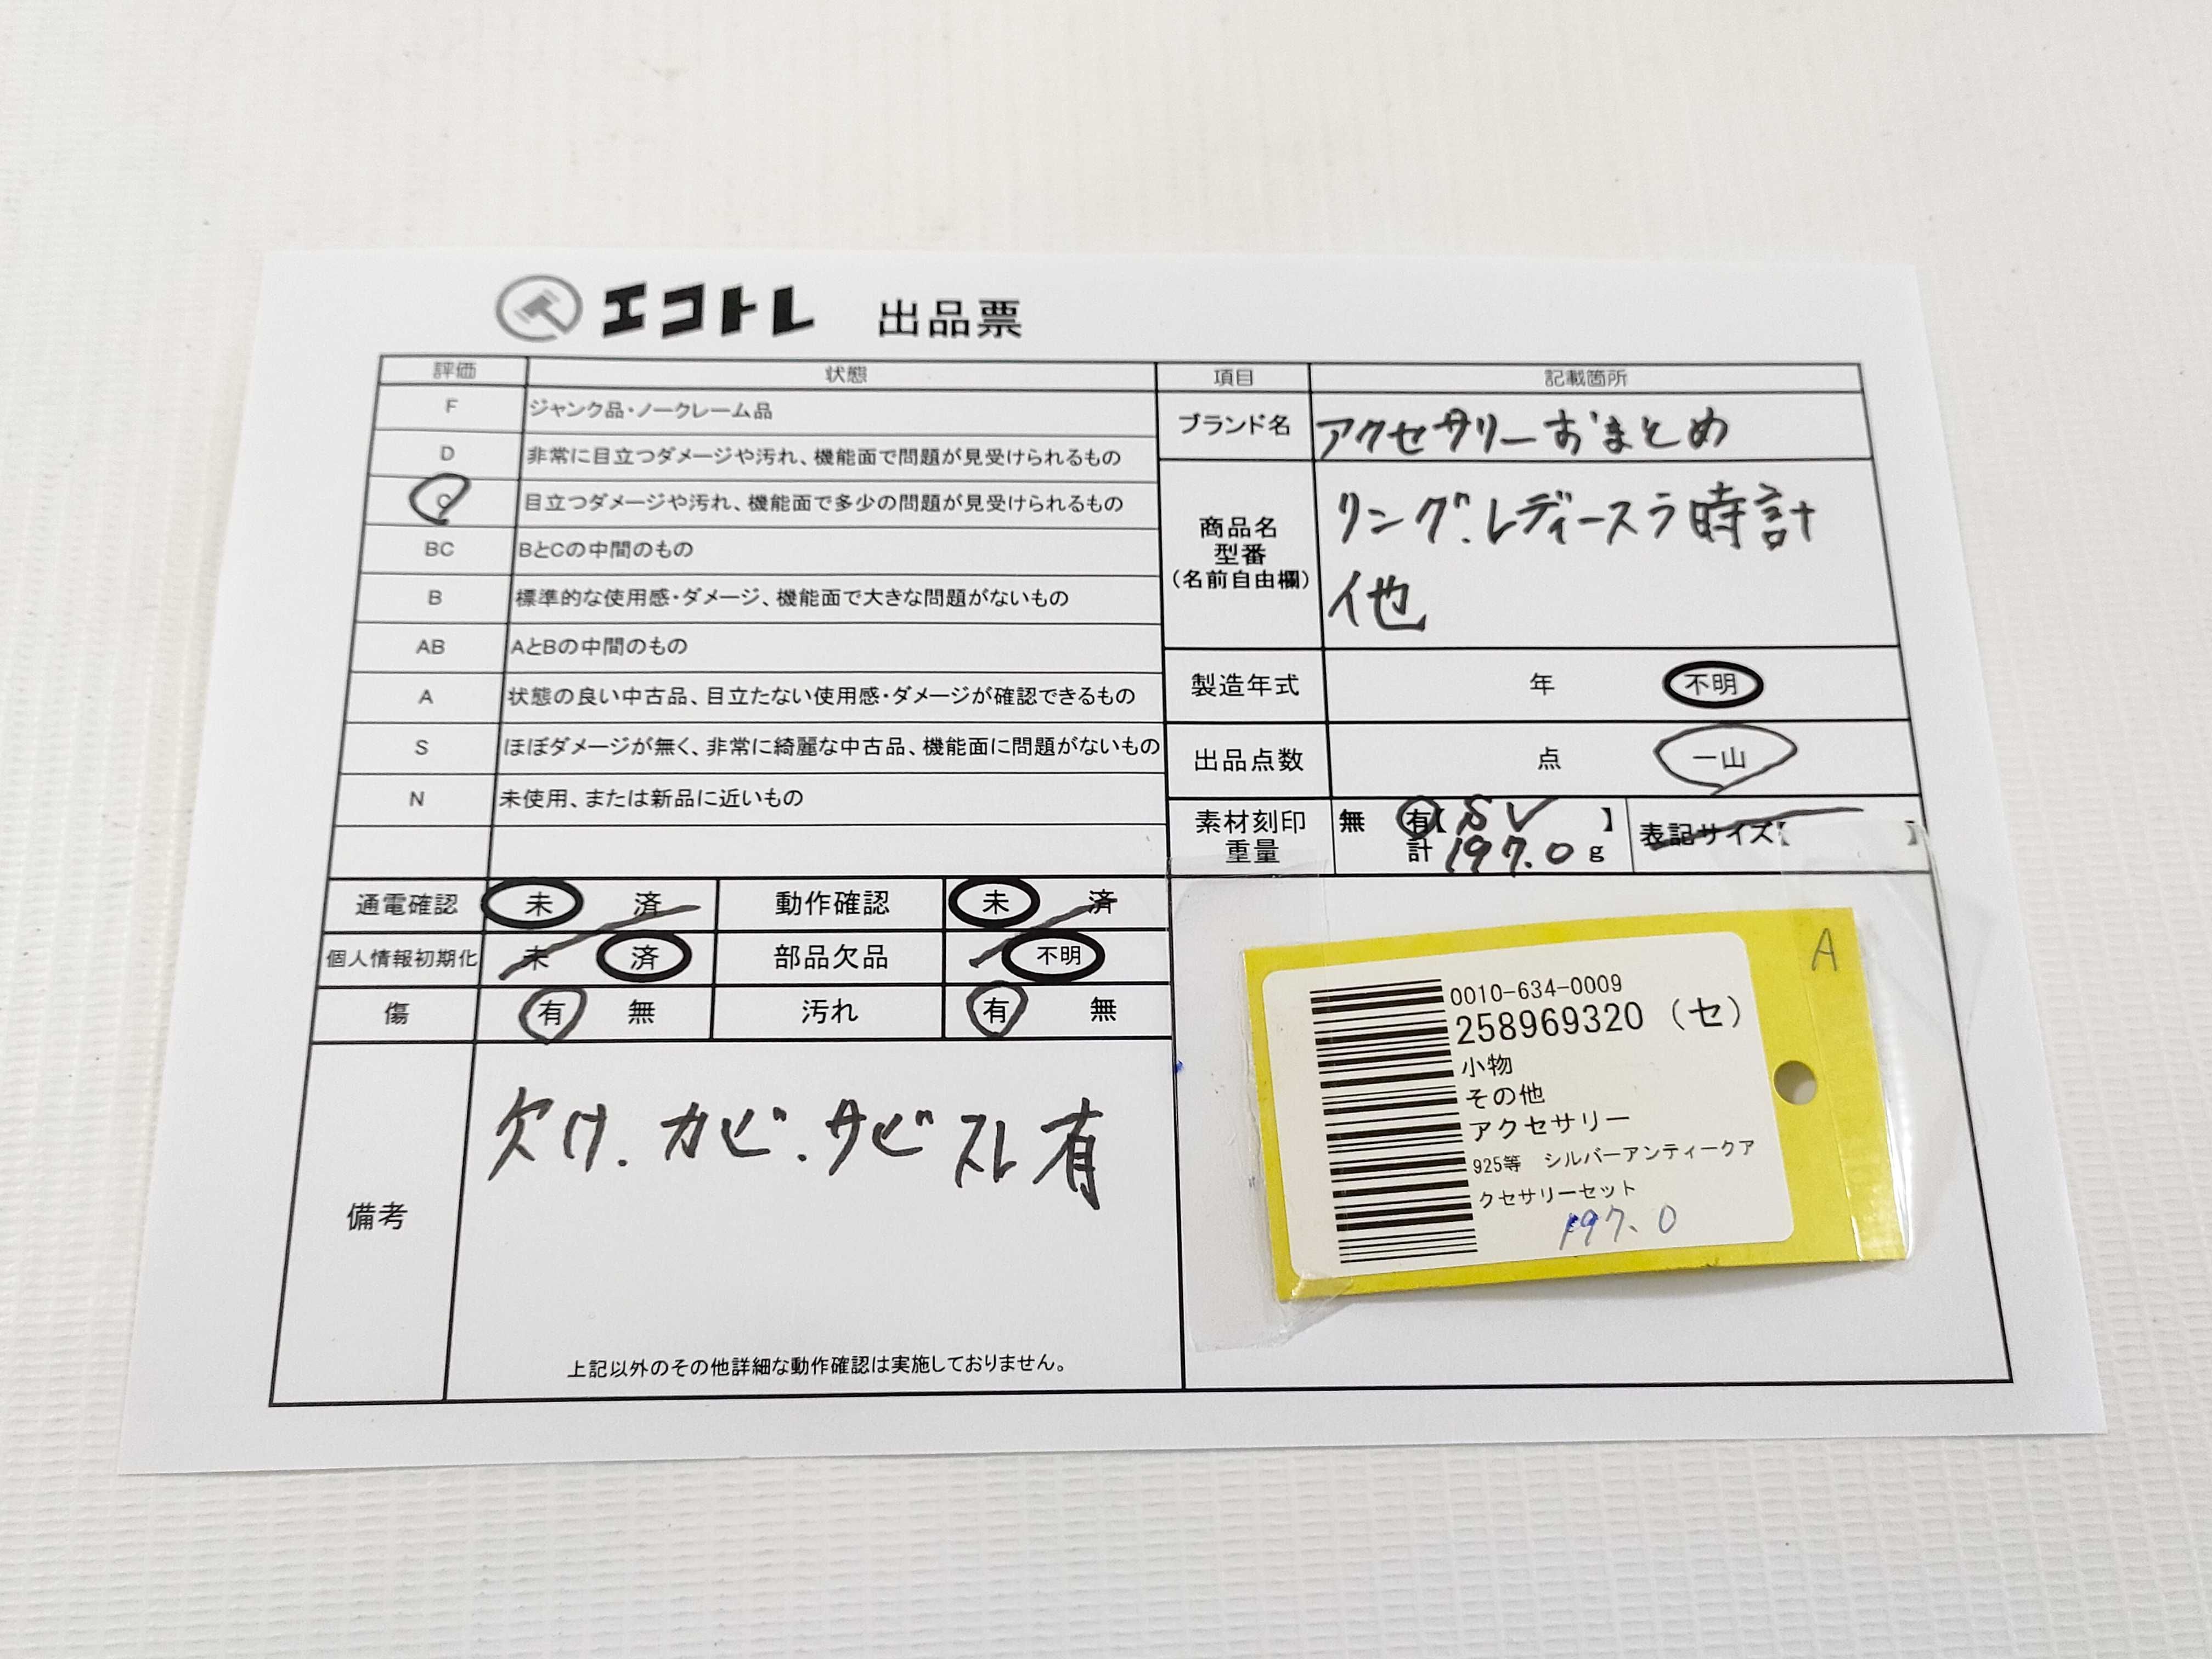 エコトレ 出品票
評価 状態 項目 記載箇所
F ジャンク品・ノークレーム品
D 非常に目立つダメージや汚れ、機能面で問題が見受けられるもの
C 目立つダメージや汚れ、機能面で多少の問題が見受けられるもの
BC BとCの中間のもの
B 標準的な使用感・ダメージ、機能面で大きな問題がないもの
AB AとBの中間のもの
A 状態の良い中古品、目立たない使用感・ダメージが確認できるもの
S ほぼダメージが無く、非常に綺麗な中古品、機能面に問題がないもの
N 未使用、または新品に近いもの
ブランド名 アクセサリーおまとめ
商品名
型番
(名前自由欄)
リング.レディースラ時計
他
製造年式 年 不明
出品点数 点 一山
素材刻印 無 有【SV 】 表記サイズ【 】
重量 計 197.0 g
通電確認 未 済 動作確認 未 済
個人情報初期化 未 済 部品欠品 不明
傷 有 無 汚れ 有 無
備考
欠け.カビ.サビ スレ有
上記以外のその他詳細な動作確認は実施しておりません。
A
0010-634-0009
258969320 (セ)
小物
その他
アクセサリー
925等 シルバーアンティークア
クセサリーセット
197.0